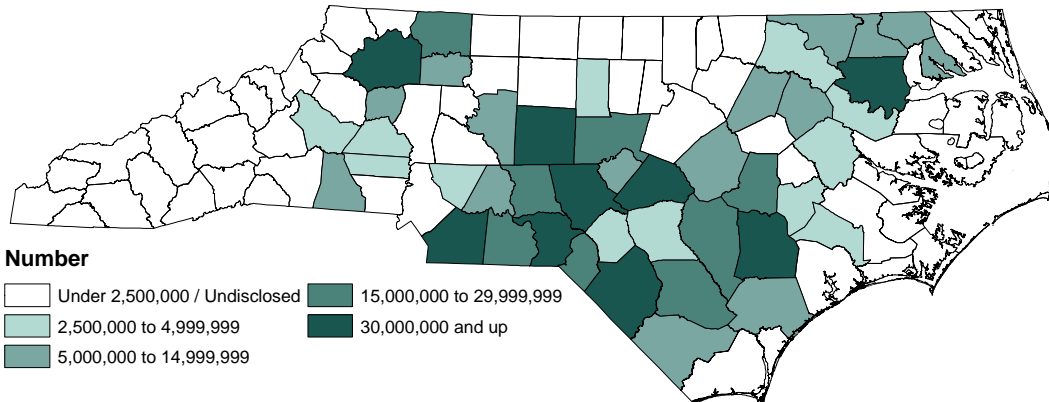 Number
Under 2,500,000 / Undisclosed
2,500,000 to 4,999,999
5,000,000 to 14,999,999
15,000,000 to 29,999,999
30,000,000 and up